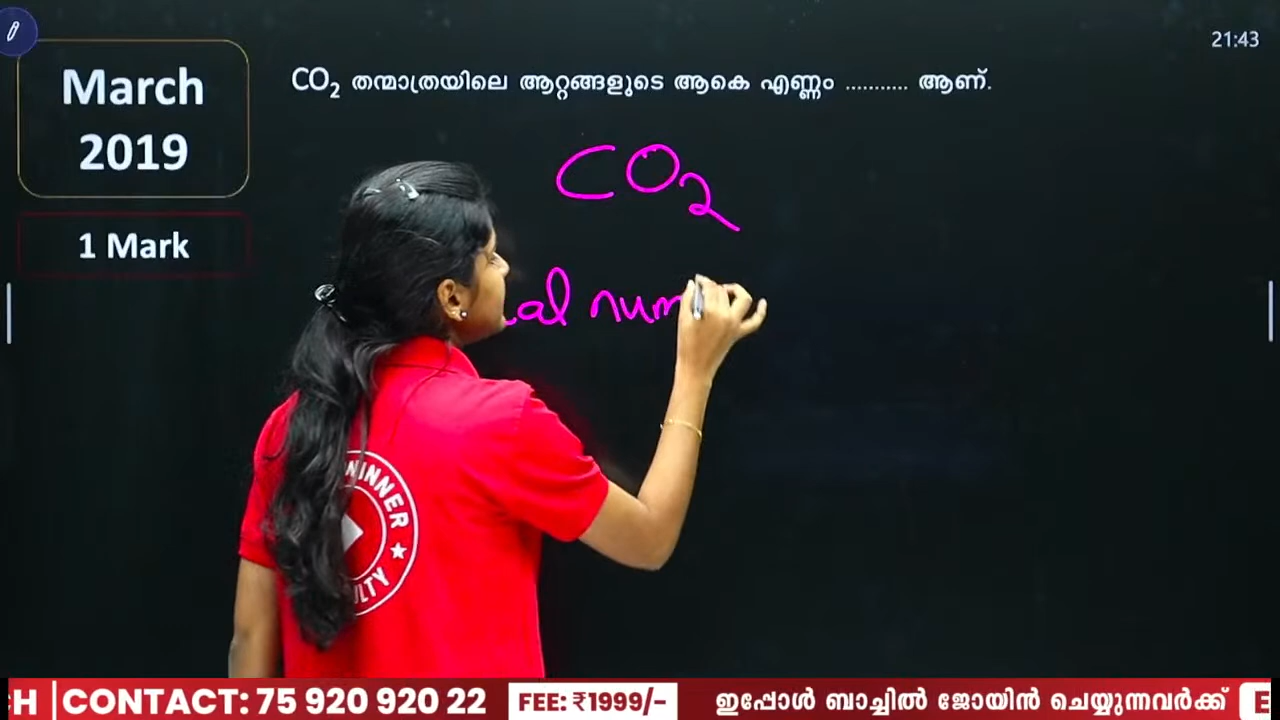 21:43
March
2019
1 Mark
CO₂ തന്മാത്രയിലെ ആറ്റങ്ങളുടെ ആകെ എണ്ണം ........... ആണ്.
CO₂
al num
CONTACT: 75 920 920 22 FEE: ₹1999/- ഇപ്പോൾ ബാച്ചിൽ ജോയിൻ ചെയ്യുന്നവർക്ക്